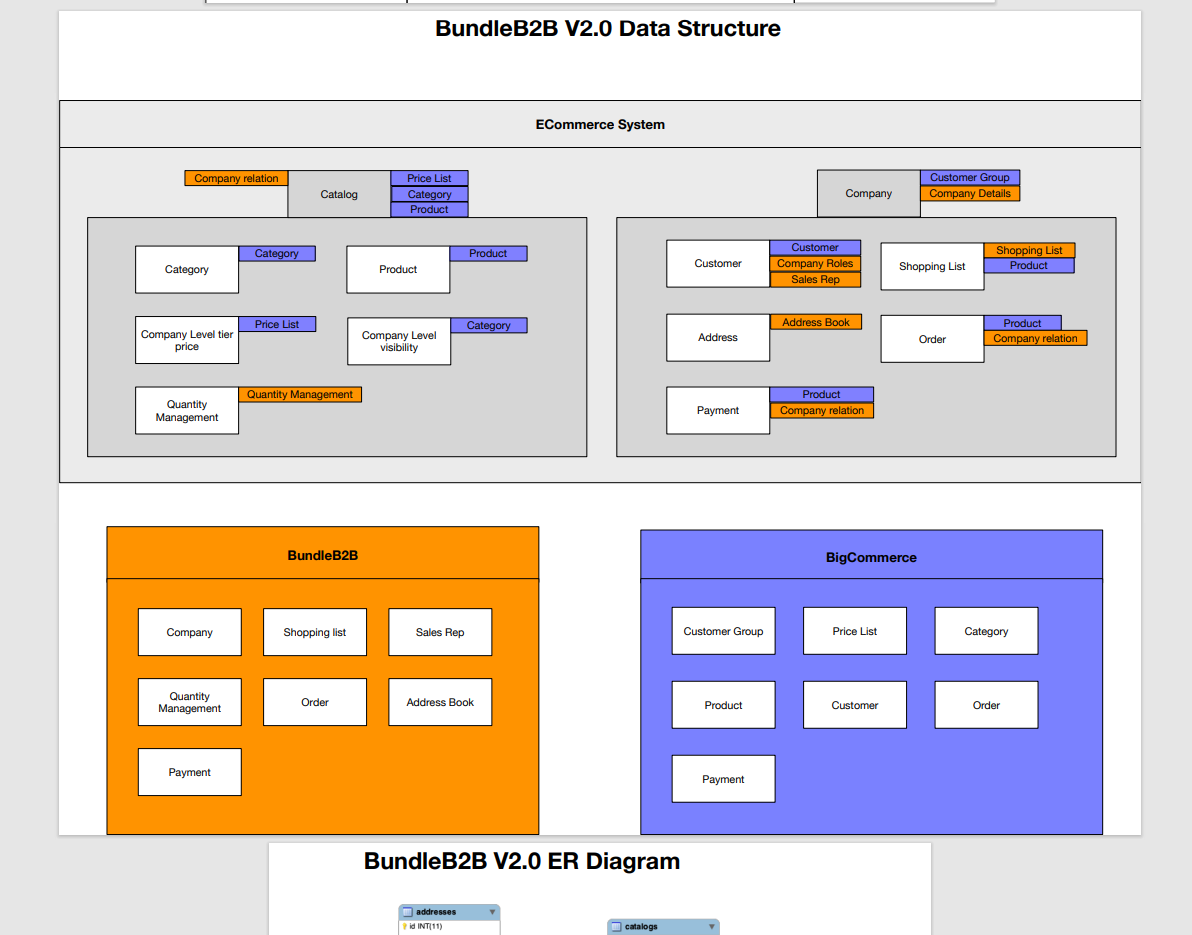 BundleB2B V2.0 Data Structure
ECommerce System
Company relation
Catalog
Price List
Category
Product
Category
Category
Product
Product
Company Level tier
price
Price List
Company Level
visibility
Category
Quantity
Management
Quantity Management
Company
Customer Group
Company Details
Customer
Customer
Company Roles
Sales Rep
Shopping List
Shopping List
Product
Address
Address Book
Order
Product
Company relation
Payment
Product
Company relation
BundleB2B
Company
Shopping list
Sales Rep
Quantity
Management
Order
Address Book
Payment
BigCommerce
Customer Group
Price List
Category
Product
Customer
Order
Payment
BundleB2B V2.0 ER Diagram
addresses
id INT(11)
catalogs